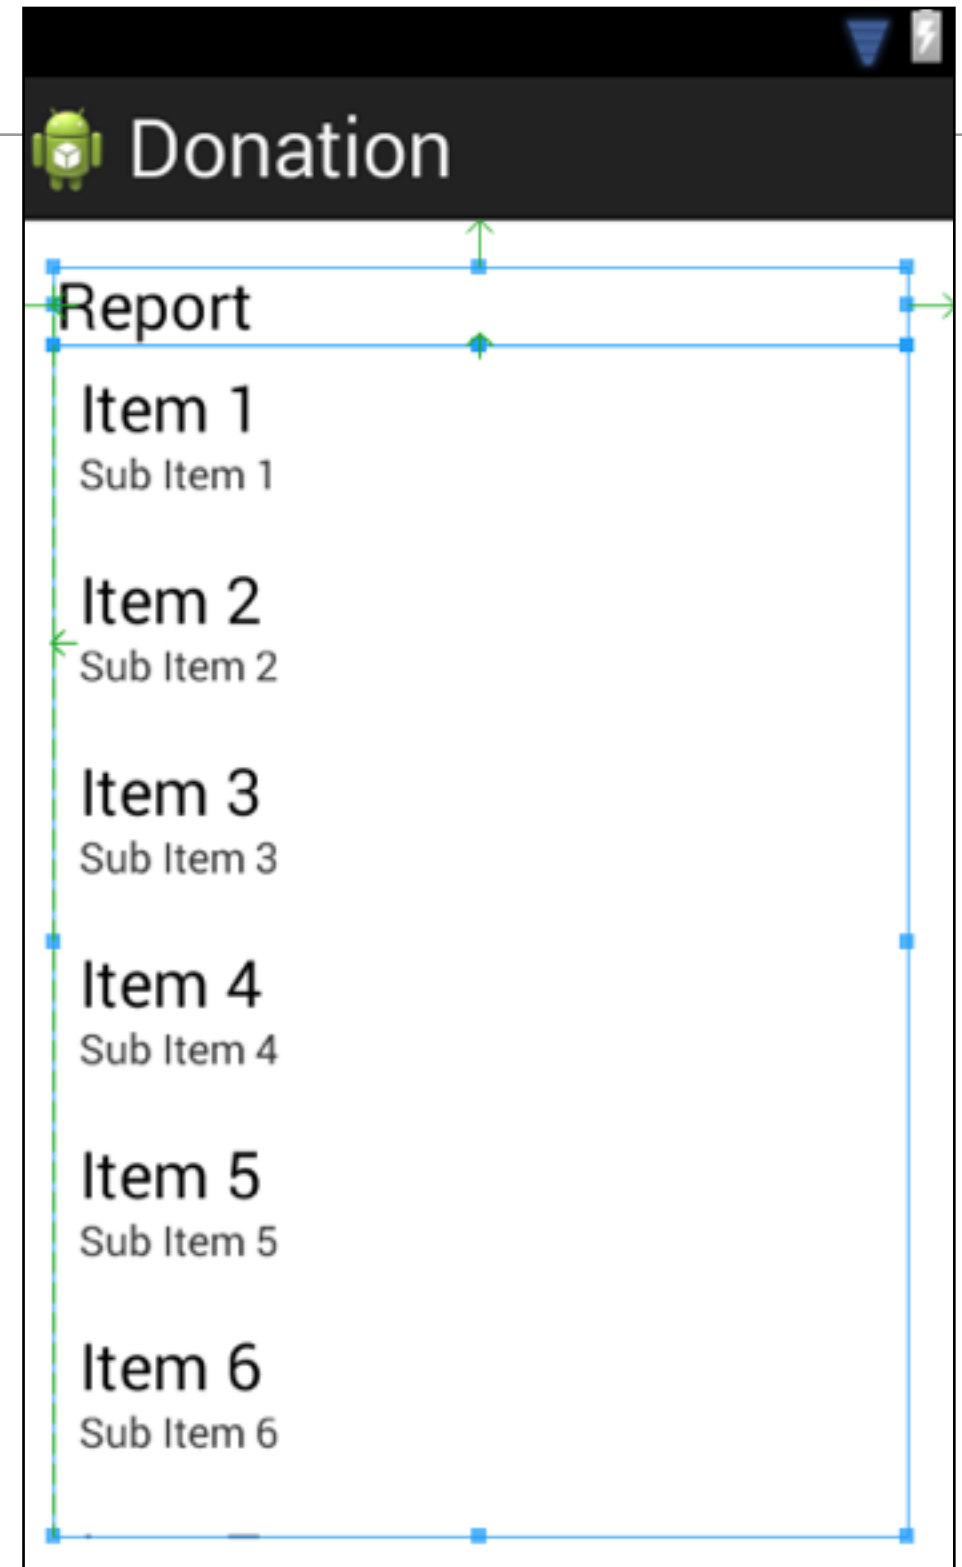 Donation
Report
Item 1
Sub Item 1
Item 2
Sub Item 2
Item 3
Sub Item 3
Item 4
Sub Item 4
Item 5
Sub Item 5
Item 6
Sub Item 6